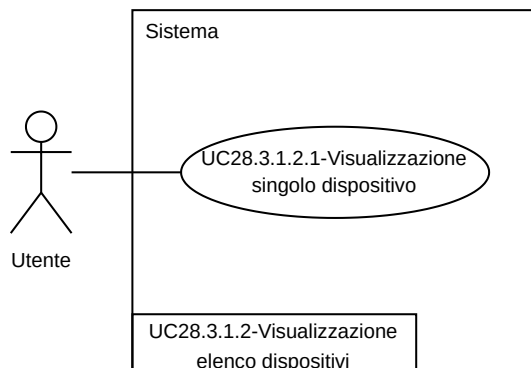 Sistema
UC28.3.1.2.1-Visualizzazione
singolo dispositivo
Utente
UC28.3.1.2-Visualizzazione
elenco dispositivi